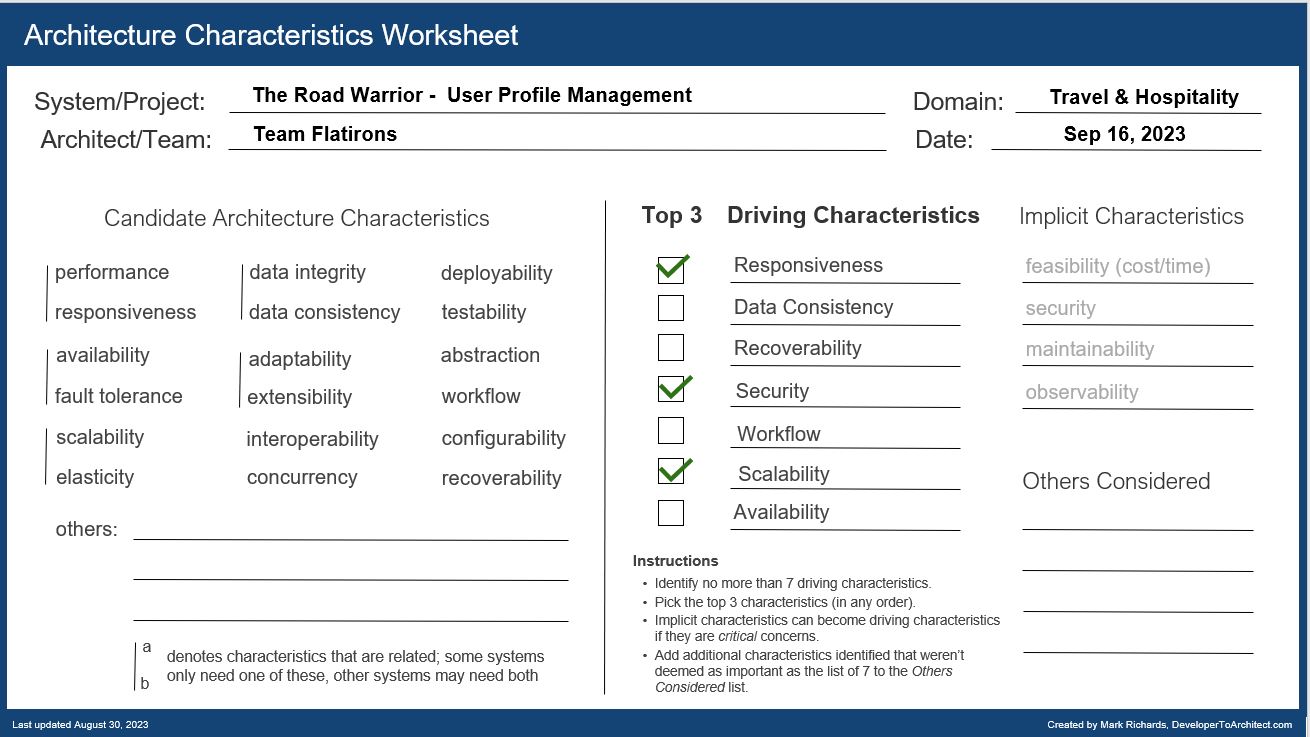 Architecture Characteristics Worksheet
System/Project: The Road Warrior - User Profile Management
Domain: Travel & Hospitality
Architect/Team: Team Flatirons
Date: Sep 16, 2023
Candidate Architecture Characteristics
performance data integrity deployability
responsiveness data consistency testability
availability adaptability abstraction
fault tolerance extensibility workflow
scalability interoperability configurability
elasticity concurrency recoverability
others:
a
b
denotes characteristics that are related; some systems
only need one of these, other systems may need both
Top 3 Driving Characteristics
Responsiveness
Data Consistency
Recoverability
Security
Workflow
Scalability
Availability
Instructions
• Identify no more than 7 driving characteristics.
• Pick the top 3 characteristics (in any order).
• Implicit characteristics can become driving characteristics
if they are critical concerns.
• Add additional characteristics identified that weren't
deemed as important as the list of 7 to the Others
Considered list.
Implicit Characteristics
feasibility (cost/time)
security
maintainability
observability
Others Considered
Last updated August 30, 2023
Created by Mark Richards, DeveloperToArchitect.com